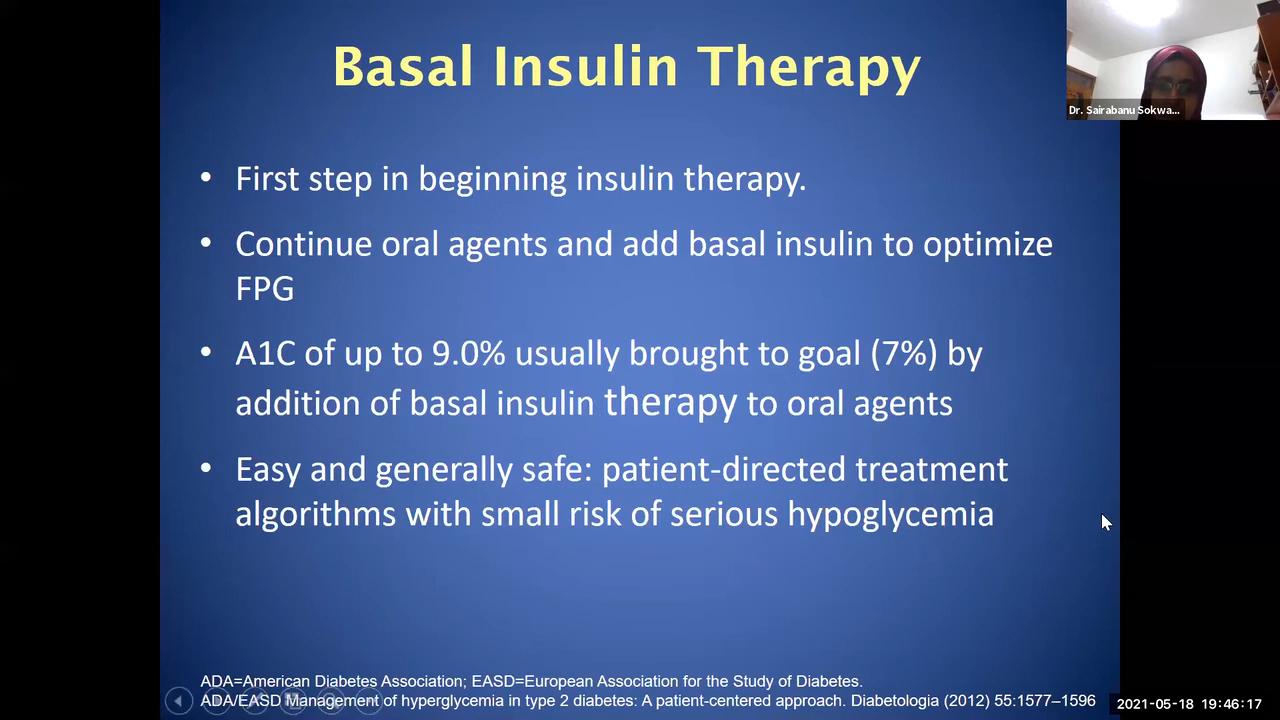 Basal Insulin Therapy
Dr. Sairabanu Sokwa...
• First step in beginning insulin therapy.
• Continue oral agents and add basal insulin to optimize
FPG
• A1C of up to 9.0% usually brought to goal (7%) by
addition of basal insulin therapy to oral agents
• Easy and generally safe: patient-directed treatment
algorithms with small risk of serious hypoglycemia
ADA=American Diabetes Association; EASD=European Association for the Study of Diabetes.
ADA/EASD Management of hyperglycemia in type 2 diabetes: A patient-centered approach. Diabetologia (2012) 55:1577–1596
2021-05-18 19:46:17